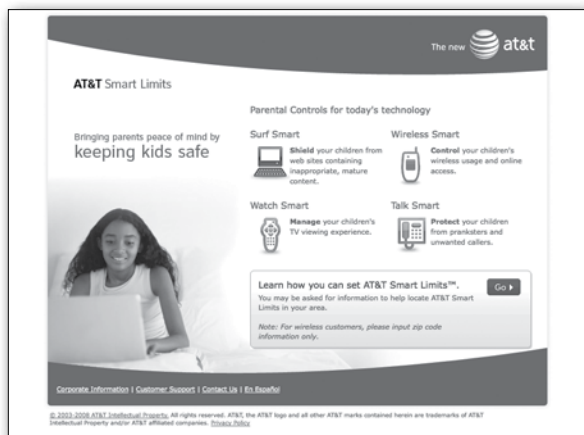 The new at&t
AT&T Smart Limits
Parental Controls for today's technology
Bringing parents peace of mind by
keeping kids safe
Surf Smart
Shield your children from
web sites containing
inappropriate, mature
content.
Wireless Smart
Control your children's
wireless usage and online
access.
Watch Smart
Manage your children's
TV viewing experience.
Talk Smart
Protect your children
from pranksters and
unwanted callers.
Learn how you can set AT&T Smart Limits™.
Go
You may be asked for information to help locate AT&T Smart
Limits in your area.
Note: For wireless customers, please input zip code
information only.
Corporate Information | Customer Support | Contact Us | En Español
© 2003-2008 AT&T Intellectual Property. All rights reserved. AT&T, the AT&T logo and all other AT&T marks contained herein are trademarks of AT&T
Intellectual Property and/or AT&T affiliated companies. Privacy Policy